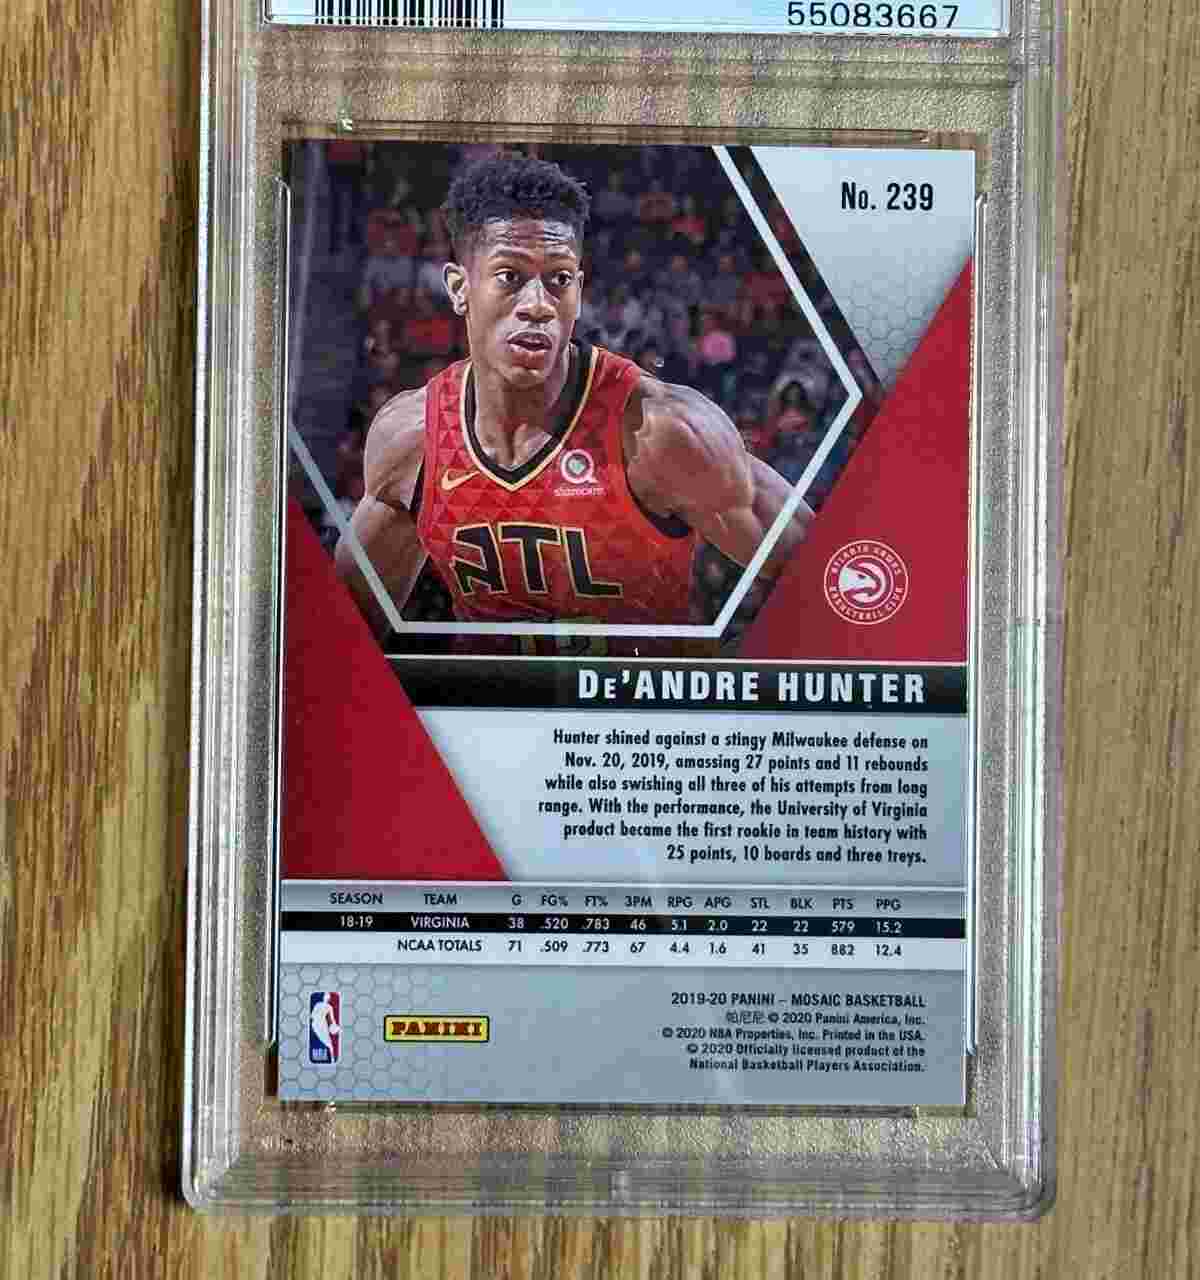 55083667
No. 239
sharecare
ATL
ATLANTA HAWKS
BASKETBALL CLUB
DE'ANDRE HUNTER
Hunter shined against a stingy Milwaukee defense on
Nov. 20, 2019, amassing 27 points and 11 rebounds
while also swishing all three of his attempts from long
range. With the performance, the University of Virginia
product became the first rookie in team history with
25 points, 10 boards and three treys.
SEASON TEAM G FG% FT% 3PM RPG APG STL BLK PTS PPG
18-19 VIRGINIA 38 .520 .783 46 5.1 2.0 22 22 579 15.2
NCAA TOTALS 71 .509 .773 67 4.4 1.6 41 35 882 12.4
2019-20 PANINI – MOSAIC BASKETBALL
帕尼尼 © 2020 Panini America, Inc.
© 2020 NBA Properties, Inc. Printed in the USA.
© 2020 Officially licensed product of the
National Basketball Players Association.
NBA
PANINI